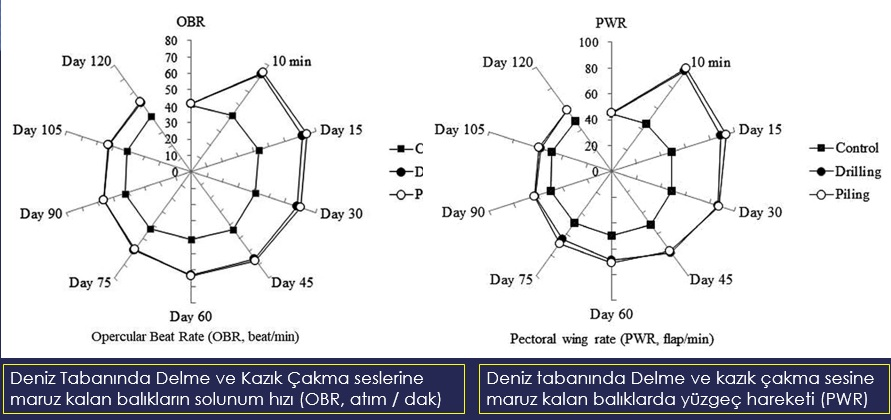 OBR
80
70
60
50
40
30
20
10
0
10 min
Day 15
Day 30
Day 45
Day 60
Day 75
Day 90
Day 105
Day 120
C
D
P
Opercular Beat Rate (OBR, beat/min)
PWR
100
80
60
40
20
0
10 min
Day 15
Day 30
Day 45
Day 60
Day 75
Day 90
Day 105
Day 120
Control
Drilling
Piling
Pectoral wing rate (PWR, flap/min)
Deniz Tabanında Delme ve Kazık Çakma seslerine
maruz kalan balıkların solunum hızı (OBR, atım / dak)
Deniz tabanında Delme ve kazık çakma sesine
maruz kalan balıklarda yüzgeç hareketi (PWR)